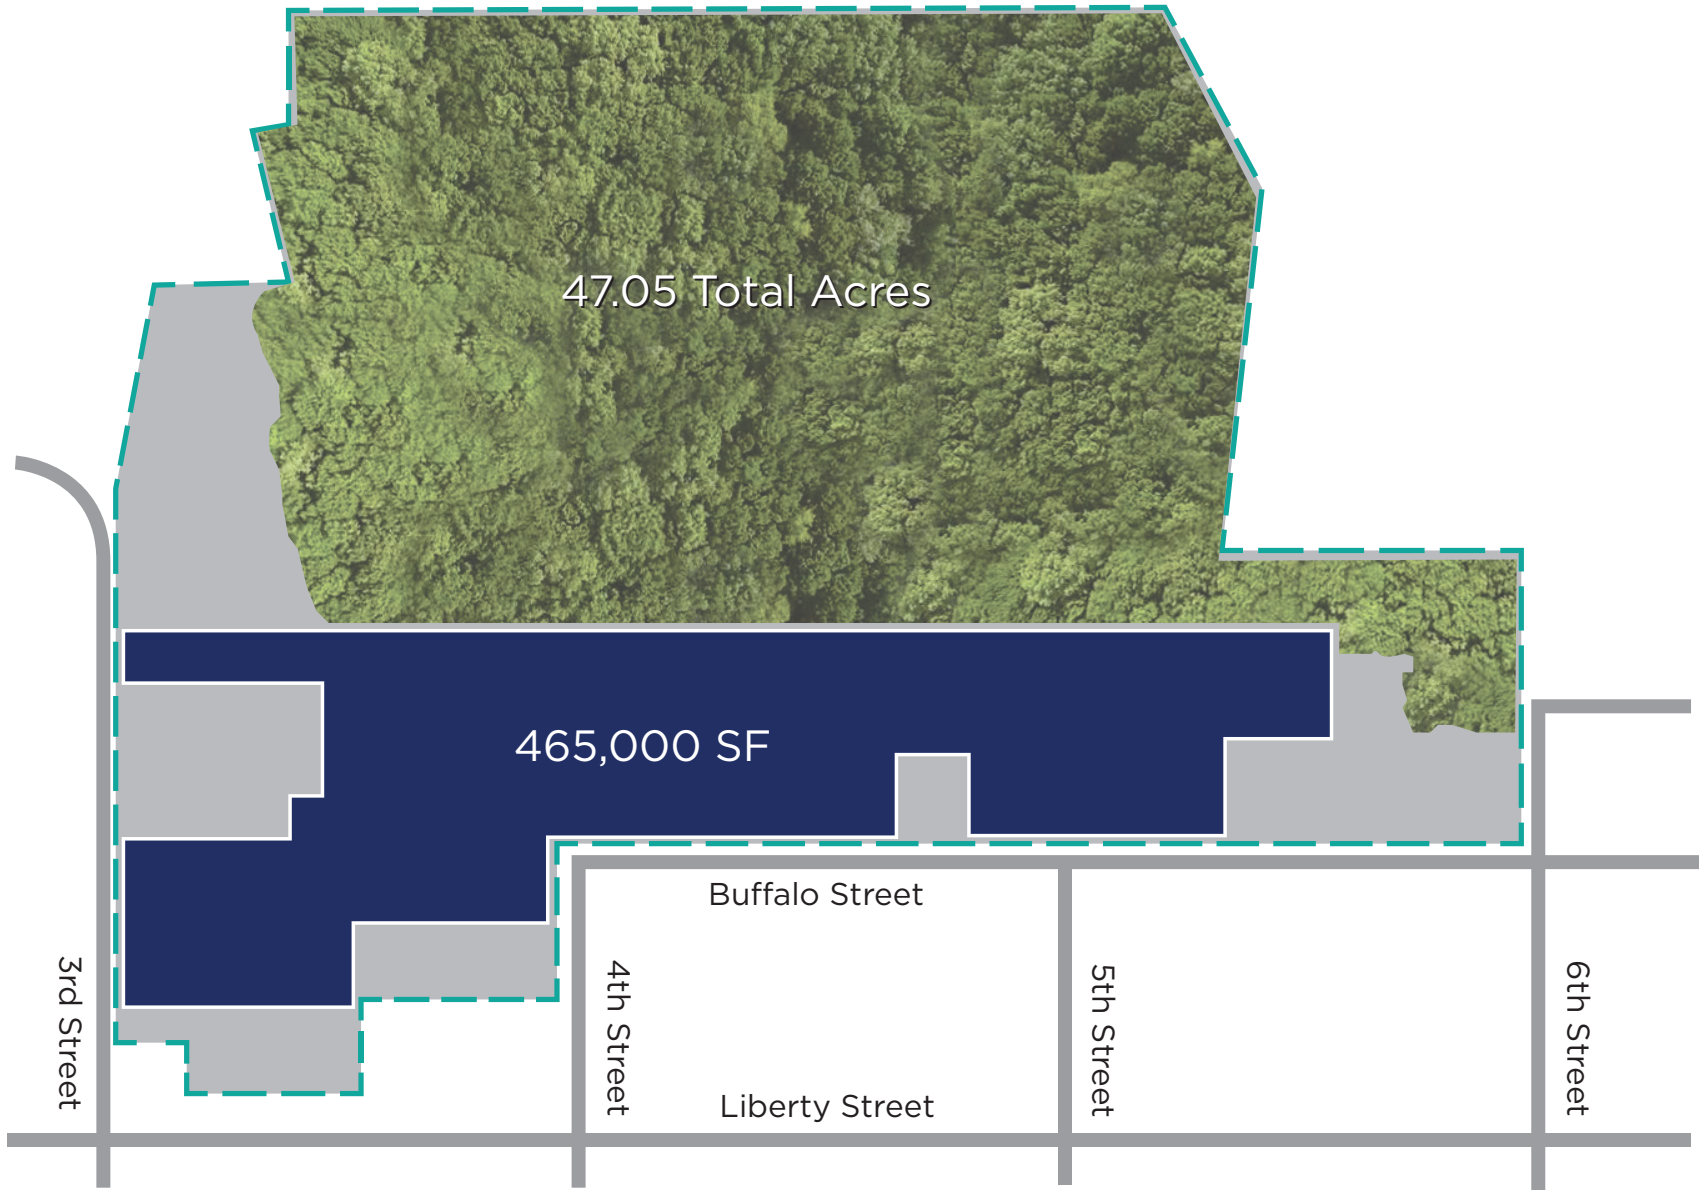 47.05 Total Acres
465,000 SF
Buffalo Street
3rd Street
4th Street
5th Street
6th Street
Liberty Street